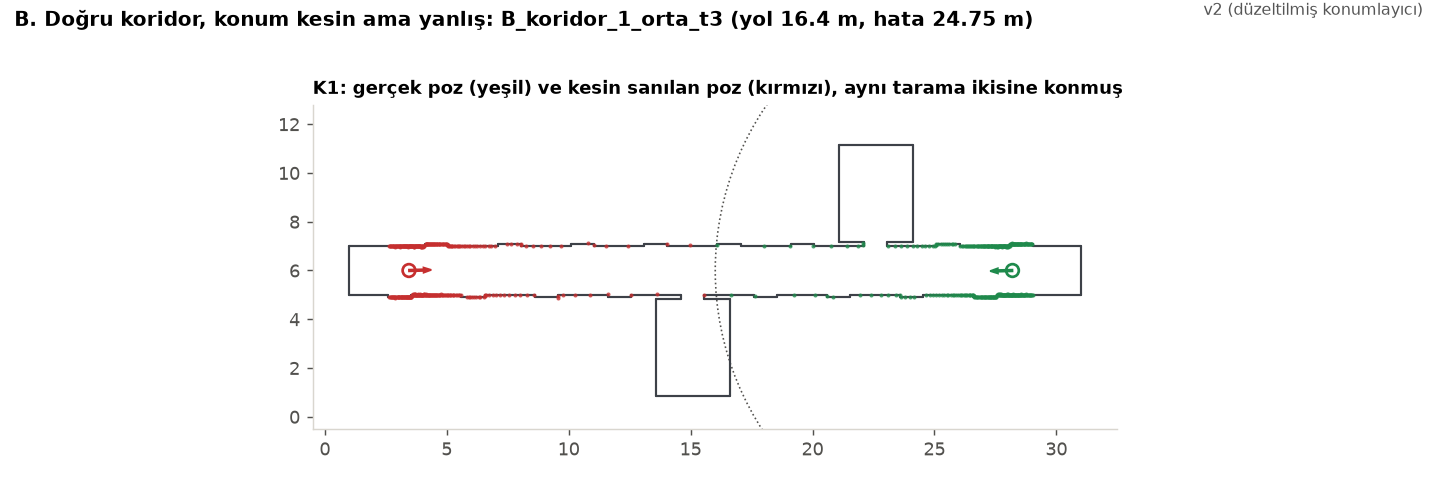 B. Doğru koridor, konum kesin ama yanlış: B_koridor_1_orta_t3 (yol 16.4 m, hata 24.75 m)
v2 (düzeltilmiş konumlayıcı)
K1: gerçek poz (yeşil) ve kesin sanılan poz (kırmızı), aynı tarama ikisine konmuş
12
10
8
6
4
2
0
0 5 10 15 20 25 30